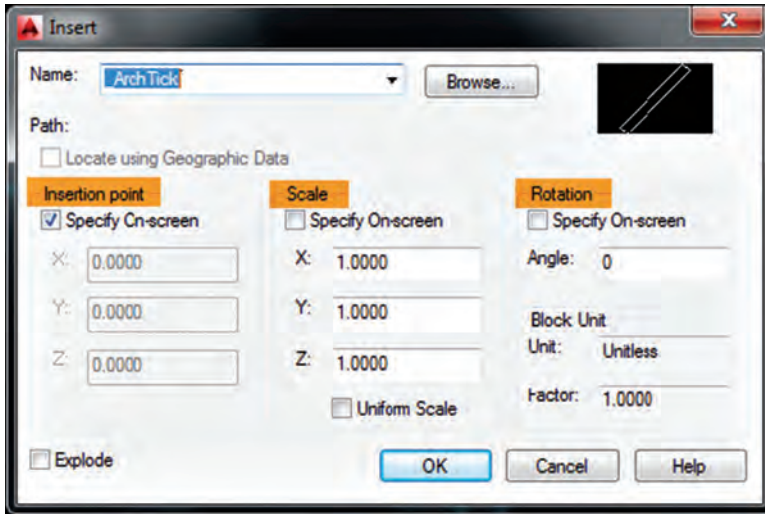 Insert
Name: _ArchTick Browse...
Path:
Locate using Geographic Data
Insertion point Scale Rotation
Specify On-screen Specify On-screen Specify On-screen
X: 0.0000 X: 1.0000 Angle: 0
Y: 0.0000 Y: 1.0000 Block Unit
Z: 0.0000 Z: 1.0000 Unit: Unitless
Uniform Scale Factor: 1.0000
Explode OK Cancel Help